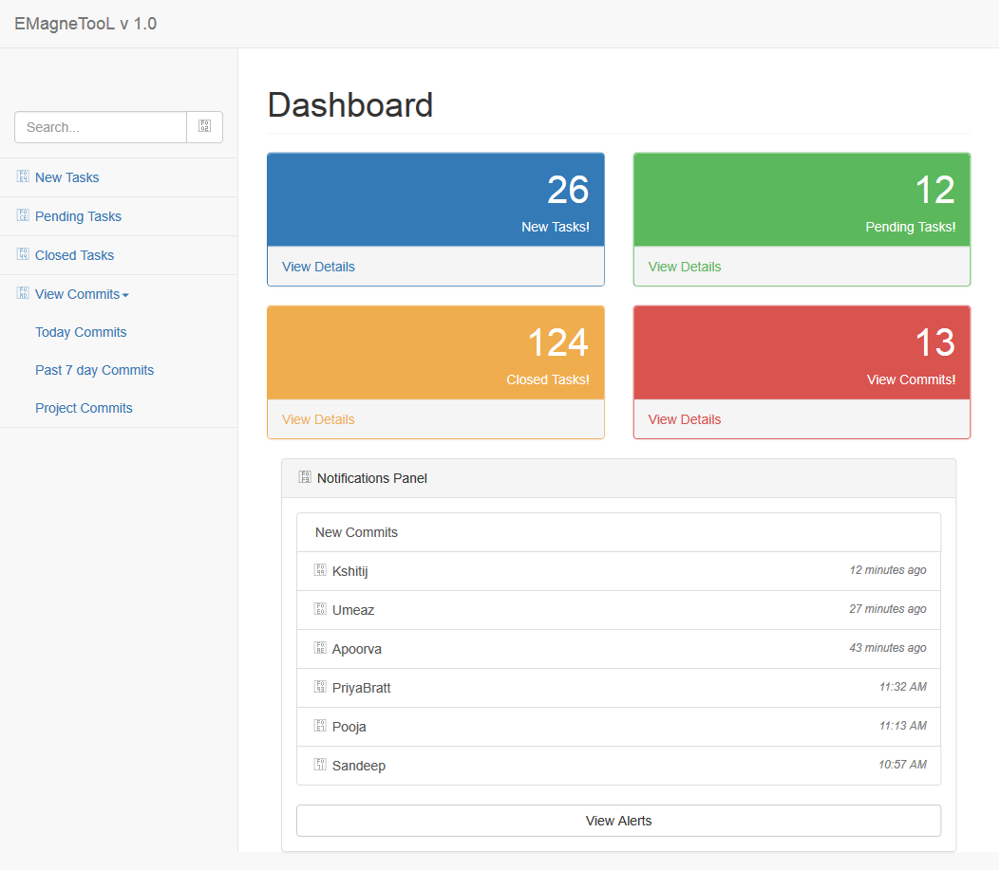 EMagneTooL v 1.0
Search...
New Tasks
Pending Tasks
Closed Tasks
View Commits
Today Commits
Past 7 day Commits
Project Commits
Dashboard
26
New Tasks!
View Details
12
Pending Tasks!
View Details
124
Closed Tasks!
View Details
13
View Commits!
View Details
Notifications Panel
New Commits
Kshitij 12 minutes ago
Umeaz 27 minutes ago
Apoorva 43 minutes ago
PriyaBratt 11:32 AM
Pooja 11:13 AM
Sandeep 10:57 AM
View Alerts